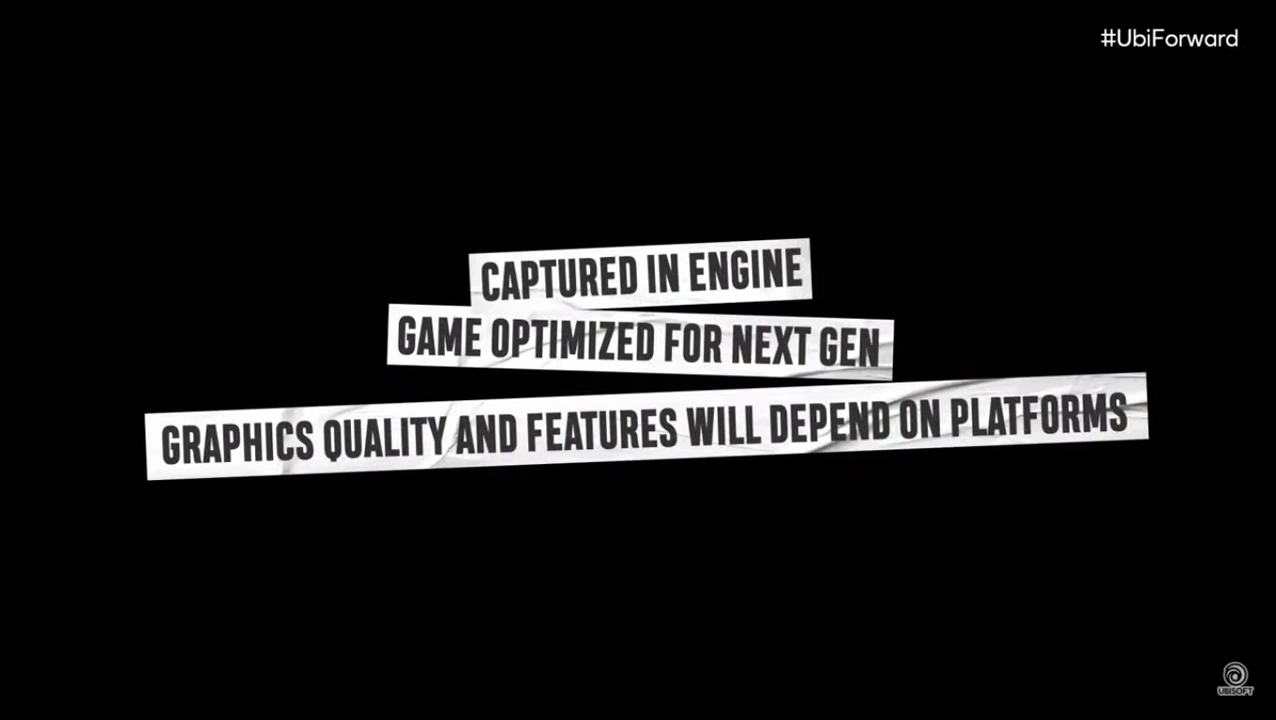 #UbiForward
CAPTURED IN ENGINE
GAME OPTIMIZED FOR NEXT GEN
GRAPHICS QUALITY AND FEATURES WILL DEPEND ON PLATFORMS
UBISOFT